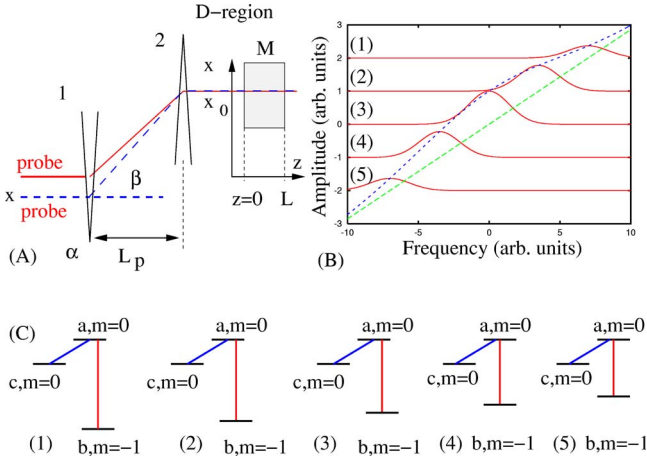 D-region
2
M
x
1
x
0
probe
z
x
β
probe
z=0
L
α
L p
(A)
Amplitude (arb. units)
3
2
1
0
-1
-2
-3
(1)
(2)
(3)
(4)
(5)
-10
-5
0
5
10
Frequency (arb. units)
(B)
(C)
a,m=0
a,m=0
a,m=0
a,m=0
a,m=0
c,m=0
c,m=0
c,m=0
c,m=0
c,m=0
(1) b,m=−1
(2) b,m=−1
(3) b,m=−1
(4) b,m=−1
(5) b,m=−1